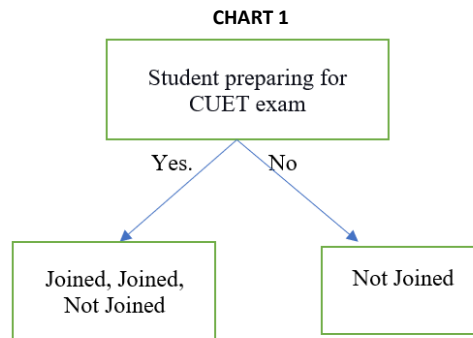 CHART 1
Student preparing for
CUET exam
Yes.
No
Joined, Joined,
Not Joined
Not Joined